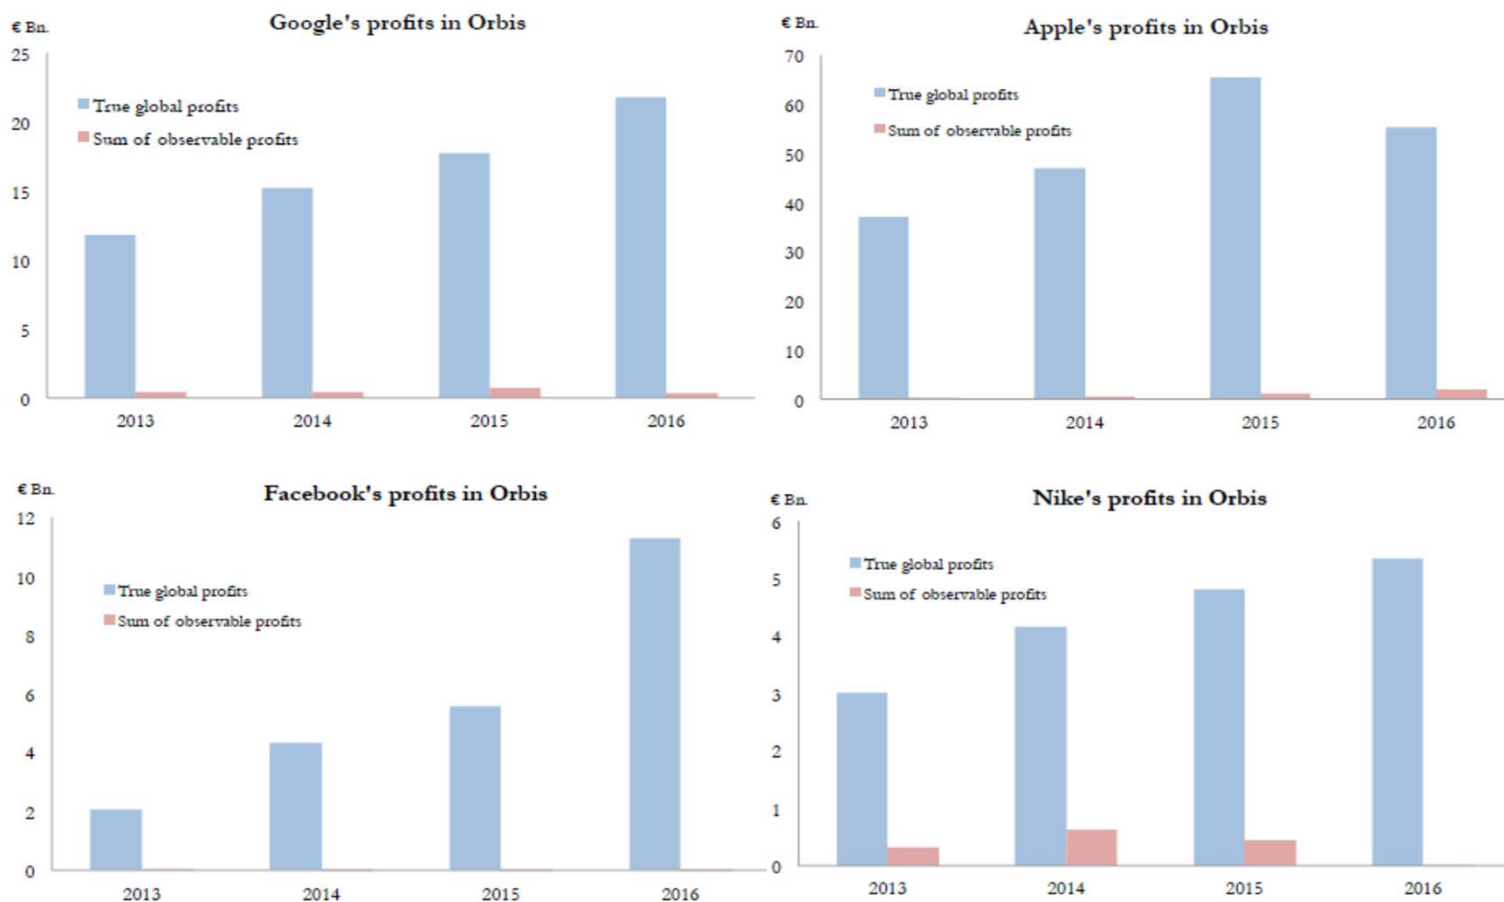 Google's profits in Orbis
€ Bn.
25
20
15
10
5
0
True global profits
Sum of observable profits
2013 2014 2015 2016
Apple's profits in Orbis
€ Bn.
70
60
50
40
30
20
10
0
True global profits
Sum of observable profits
2013 2014 2015 2016
Facebook's profits in Orbis
€ Bn.
12
10
8
6
4
2
0
True global profits
Sum of observable profits
2013 2014 2015 2016
Nike's profits in Orbis
€ Bn.
6
5
4
3
2
1
0
True global profits
Sum of observable profits
2013 2014 2015 2016